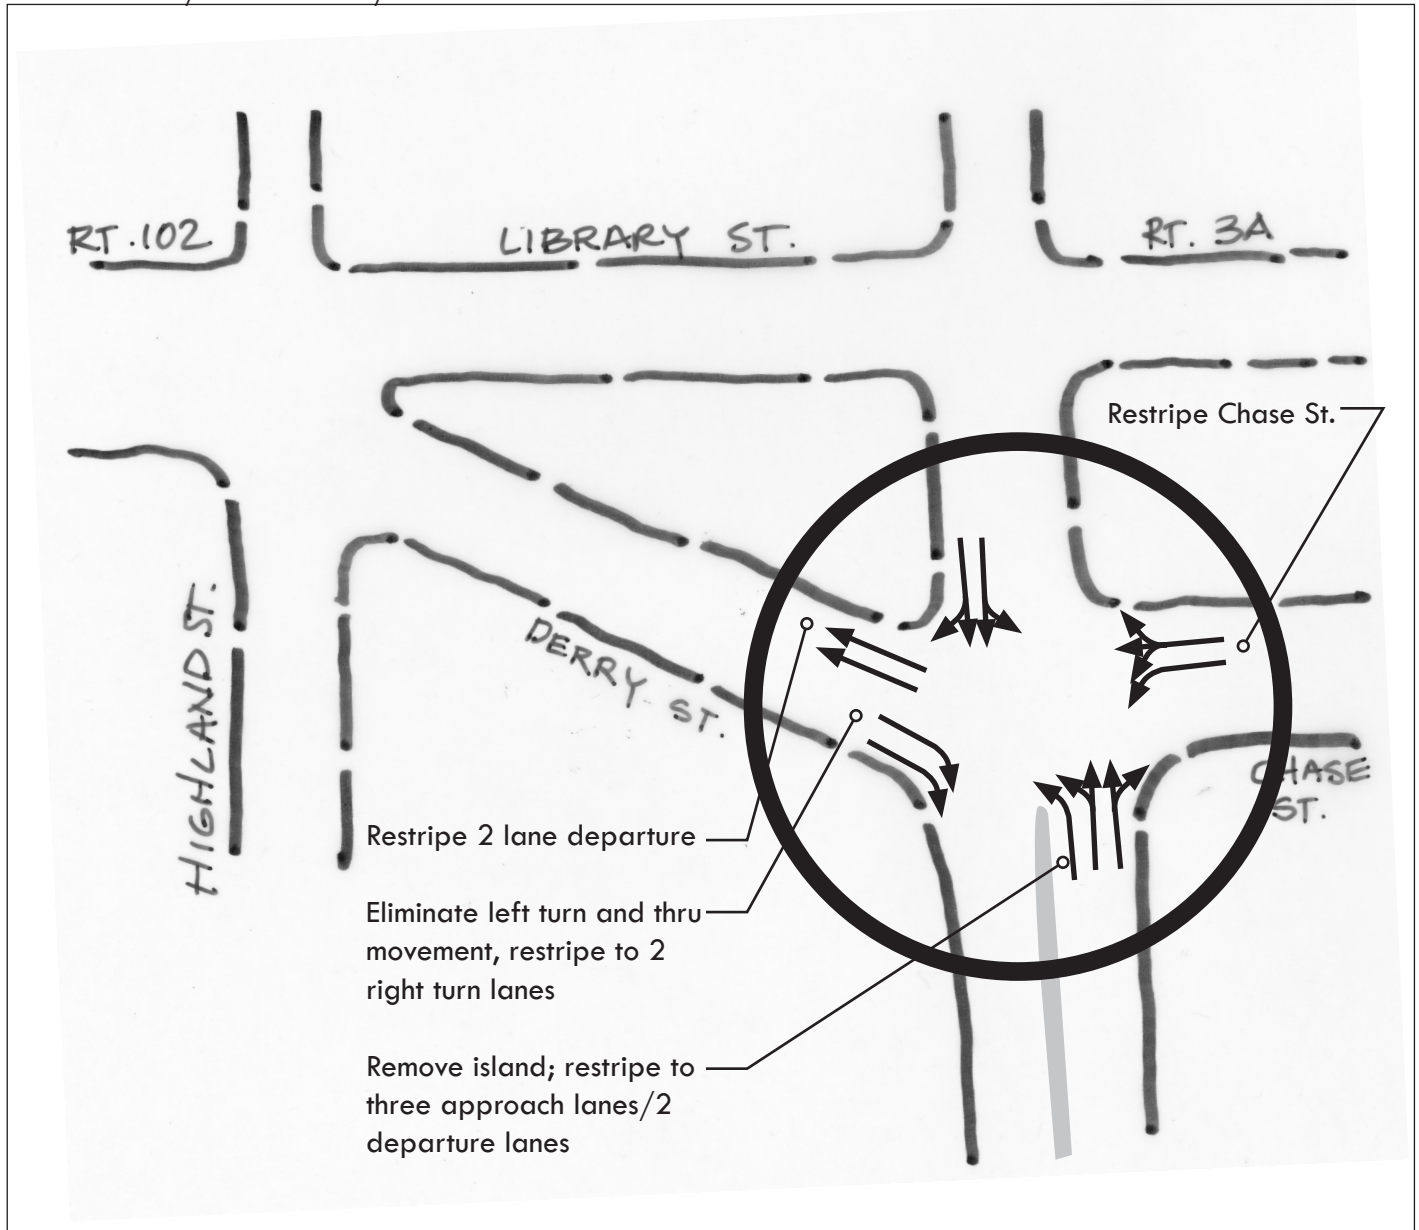 RT. 102
LIBRARY ST.
RT. 3A
Restripe Chase St.
HIGHLAND ST.
DERRY ST.
CHASE
ST.
Restripe 2 lane departure
Eliminate left turn and thru
movement, restripe to 2
right turn lanes
Remove island; restripe to
three approach lanes/2
departure lanes